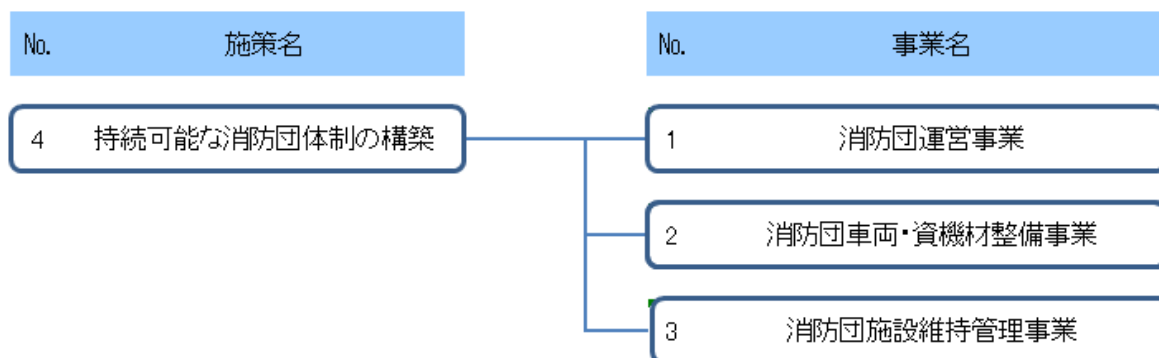 No. 施策名 No. 事業名
4 持続可能な消防団体制の構築 1 消防団運営事業
2 消防団車両・資機材整備事業
3 消防団施設維持管理事業